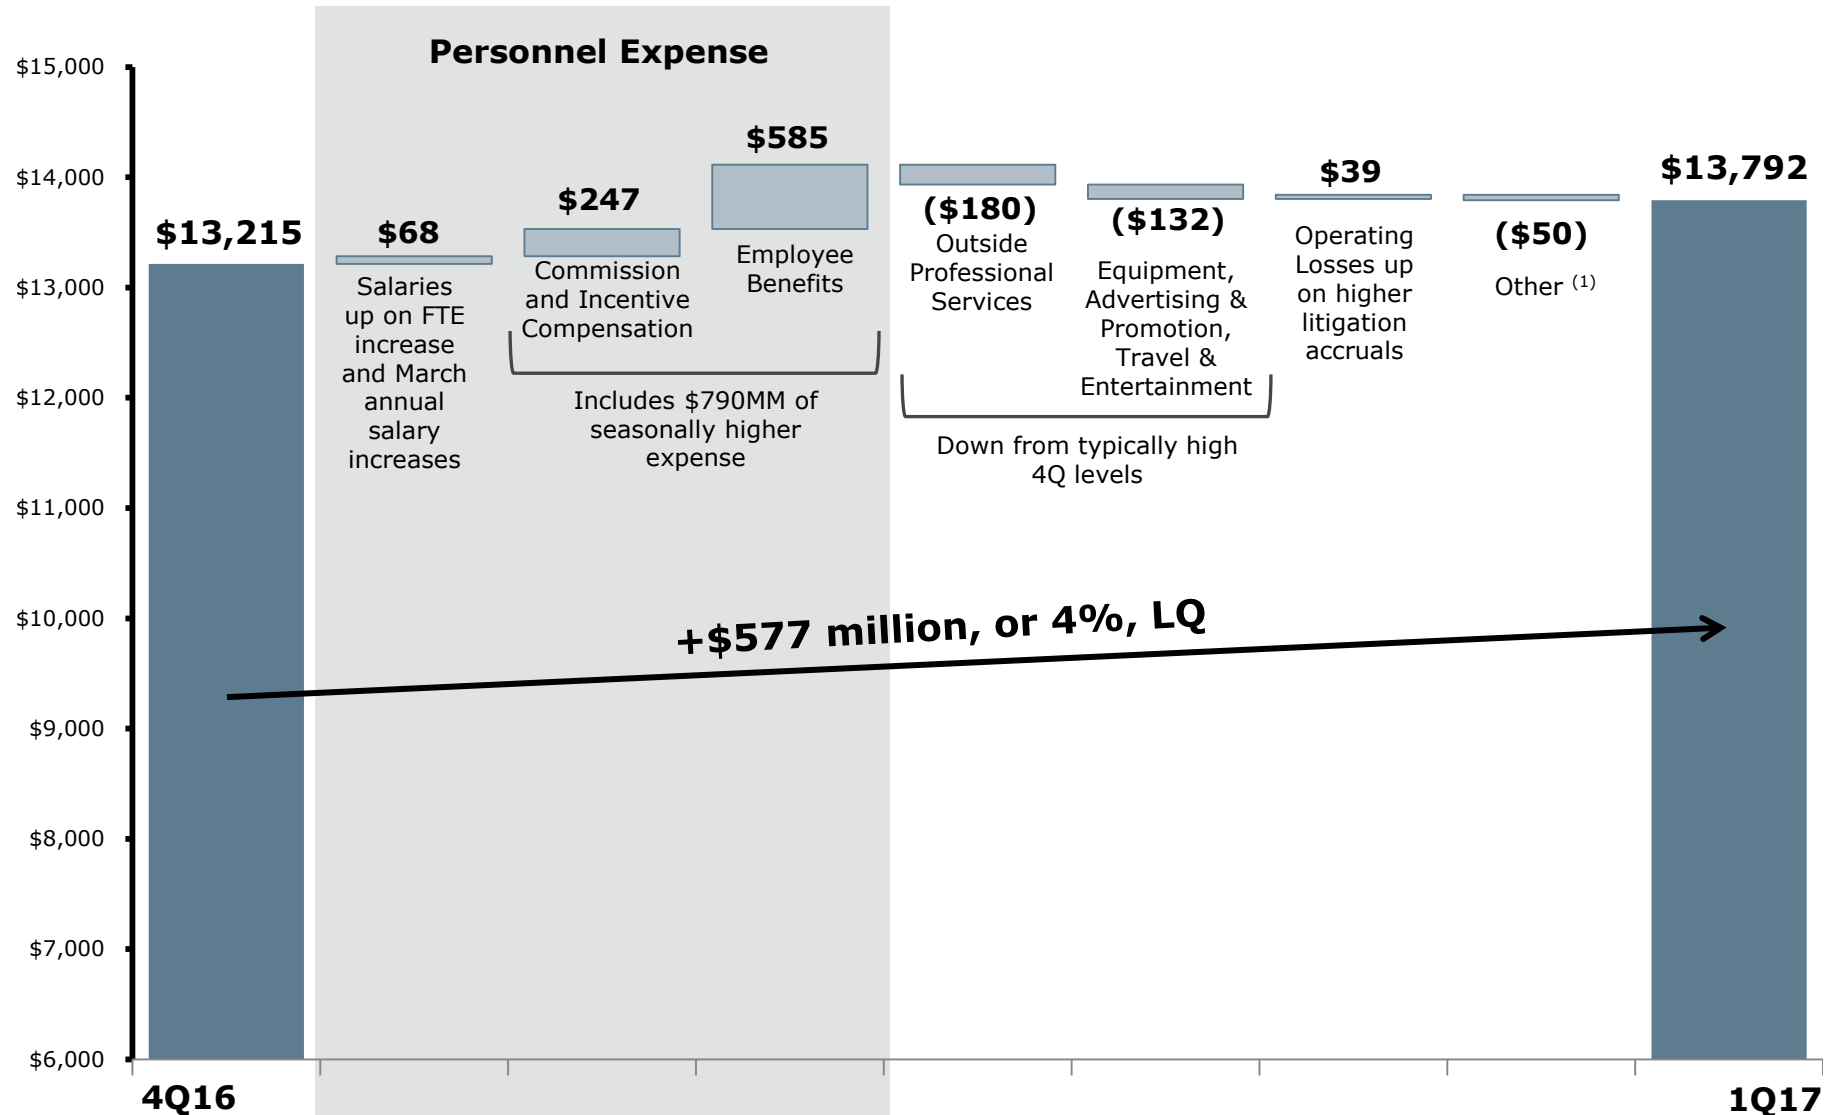 Personnel Expense
$15,000
$14,000
$13,000
$12,000
$11,000
$10,000
$9,000
$8,000
$7,000
$6,000
$13,215
$68
Salaries
up on FTE
increase
and March
annual
salary
increases
$247
Commission
and Incentive
Compensation
$585
Employee
Benefits
Includes $790MM of
seasonally higher
expense
($180)
Outside
Professional
Services
($132)
Equipment,
Advertising &
Promotion,
Travel &
Entertainment
Down from typically high
4Q levels
$39
Operating
Losses up
on higher
litigation
accruals
($50)
Other (1)
$13,792
+$577 million, or 4%, LQ
4Q16
1Q17